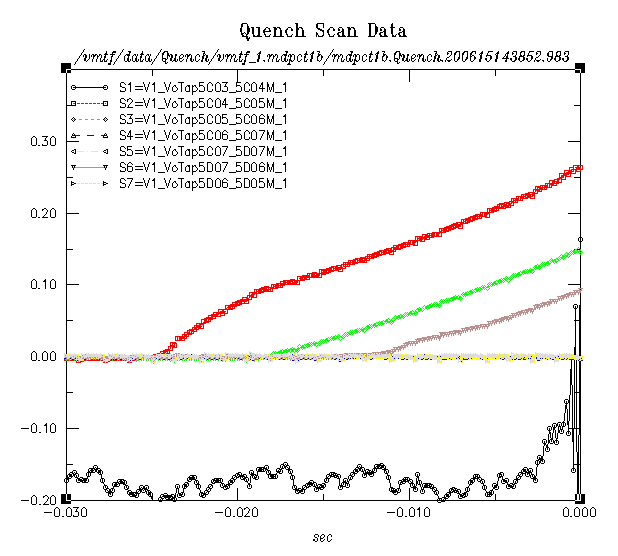 Quench Scan Data
/vmtf/data/Quench/vmtf_1.mdpct1b/mdpct1b.Quench.200615143852.983
S1=V1_VoTap5C03_5C04M_1
S2=V1_VoTap5C04_5C05M_1
S3=V1_VoTap5C05_5C06M_1
S4=V1_VoTap5C06_5C07M_1
S5=V1_VoTap5C07_5D07M_1
S6=V1_VoTap5D07_5D06M_1
S7=V1_VoTap5D06_5D05M_1
0.30
0.20
0.10
0.00
-0.10
-0.20
-0.030 -0.020 -0.010 0.000
sec